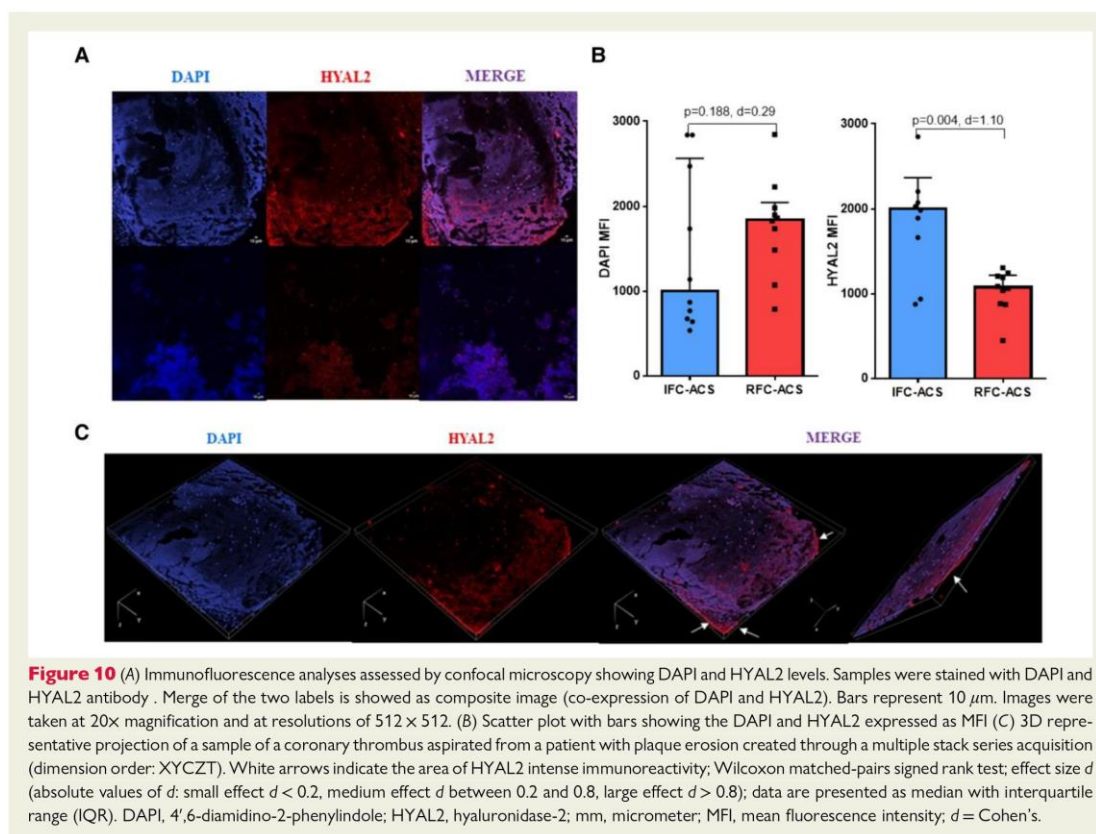 A
DAPI HYAL2 MERGE
B
p=0.188, d=0.29
3000
2000
1000
0
DAPI MFI
IFC-ACS RFC-ACS
p=0.004, d=1.10
3000
2000
1000
0
HYAL2 MFI
IFC-ACS RFC-ACS
C
DAPI HYAL2 MERGE
Figure 10 (A) Immunofluorescence analyses assessed by confocal microscopy showing DAPI and HYAL2 levels. Samples were stained with DAPI and
HYAL2 antibody . Merge of the two labels is showed as composite image (co-expression of DAPI and HYAL2). Bars represent 10 μm. Images were
taken at 20× magnification and at resolutions of 512 × 512. (B) Scatter plot with bars showing the DAPI and HYAL2 expressed as MFI (C) 3D repre-
sentative projection of a sample of a coronary thrombus aspirated from a patient with plaque erosion created through a multiple stack series acquisition
(dimension order: XYCZT). White arrows indicate the area of HYAL2 intense immunoreactivity; Wilcoxon matched-pairs signed rank test; effect size d
(absolute values of d: small effect d < 0.2, medium effect d between 0.2 and 0.8, large effect d > 0.8); data are presented as median with interquartile
range (IQR). DAPI, 4′,6-diamidino-2-phenylindole; HYAL2, hyaluronidase-2; mm, micrometer; MFI, mean fluorescence intensity; d = Cohen's.